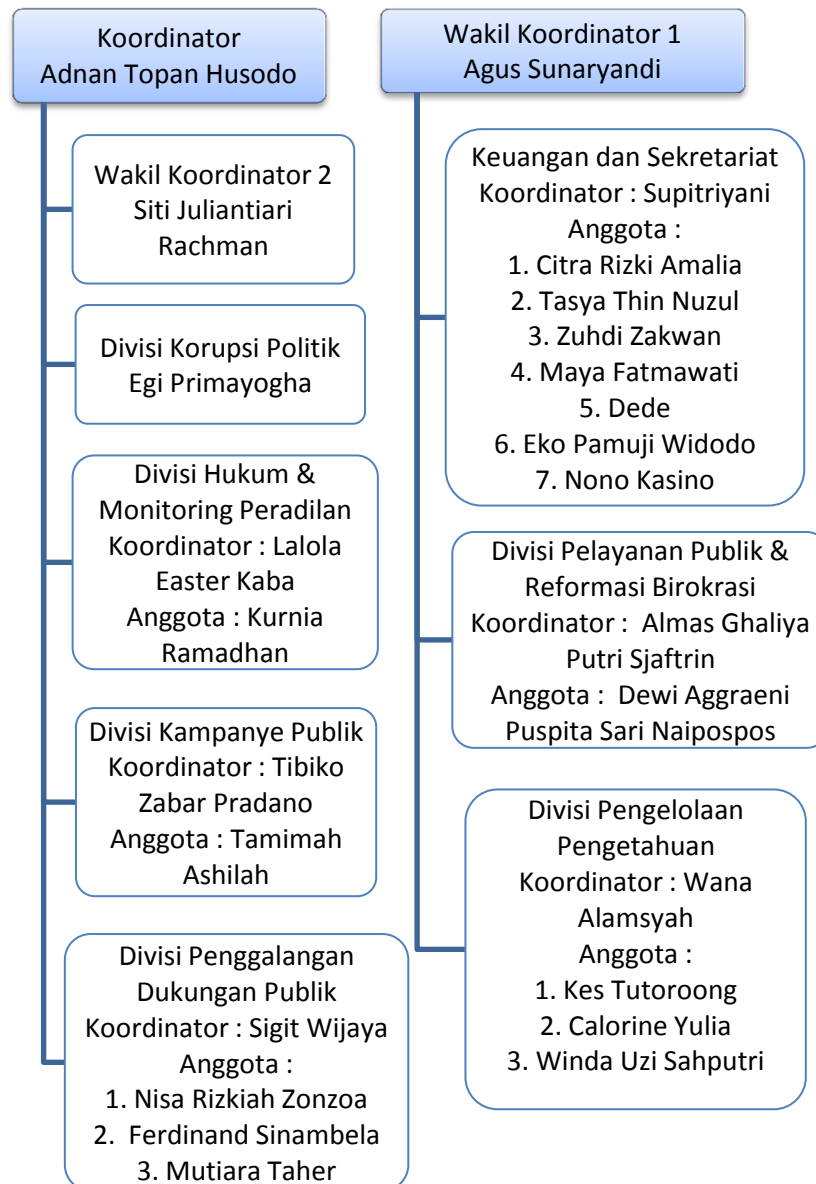 Koordinator
Adnan Topan Husodo
Wakil Koordinator 2
Siti Juliantiari
Rachman
Divisi Korupsi Politik
Egi Primayogha
Divisi Hukum &
Monitoring Peradilan
Koordinator : Lalola
Easter Kaba
Anggota : Kurnia
Ramadhan
Divisi Kampanye Publik
Koordinator : Tibiko
Zabar Pradano
Anggota : Tamimah
Ashilah
Divisi Penggalangan
Dukungan Publik
Koordinator : Sigit Wijaya
Anggota :
1. Nisa Rizkiah Zonzoa
2. Ferdinand Sinambela
3. Mutiara Taher
Wakil Koordinator 1
Agus Sunaryandi
Keuangan dan Sekretariat
Koordinator : Supitriyani
Anggota :
1. Citra Rizki Amalia
2. Tasya Thin Nuzul
3. Zuhdi Zakwan
4. Maya Fatmawati
5. Dede
6. Eko Pamuji Widodo
7. Nono Kasino
Divisi Pelayanan Publik &
Reformasi Birokrasi
Koordinator : Almas Ghaliya
Putri Sjaftrin
Anggota : Dewi Aggraeni
Puspita Sari Naipospos
Divisi Pengelolaan
Pengetahuan
Koordinator : Wana
Alamsyah
Anggota :
1. Kes Tutoroong
2. Calorine Yulia
3. Winda Uzi Sahputri